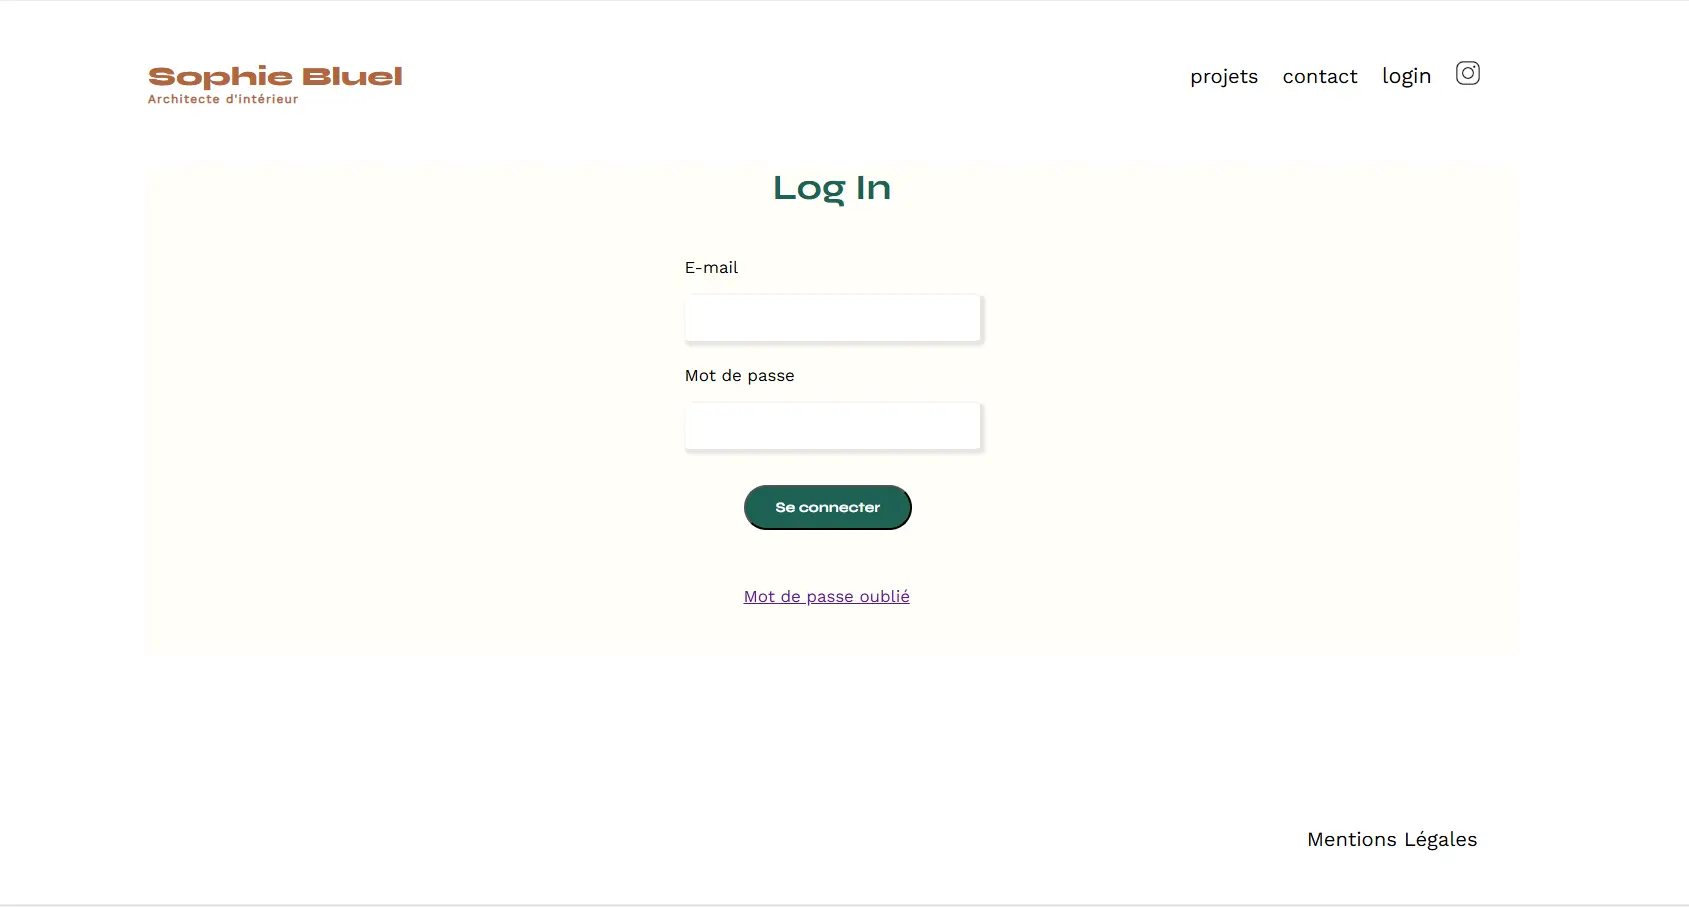 Sophie Bluel
Architecte d'intérieur
projets contact login
Log In
E-mail
Mot de passe
Se connecter
Mot de passe oublié
Mentions Légales